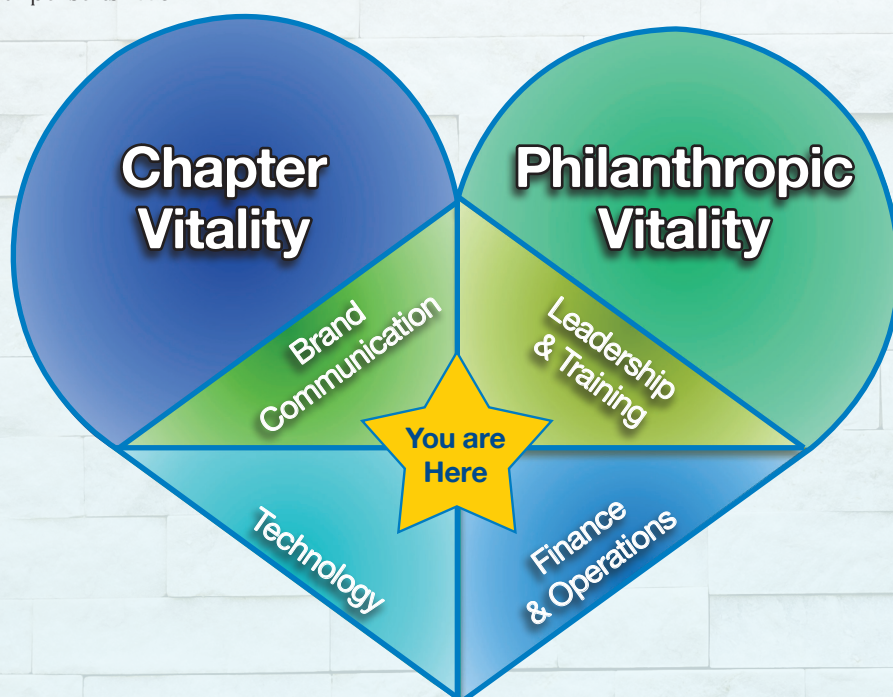 Chapter
Vitality
Philanthropic
Vitality
Brand
Communication
Leadership
& Training
You are
Here
Technology
Finance
& Operations